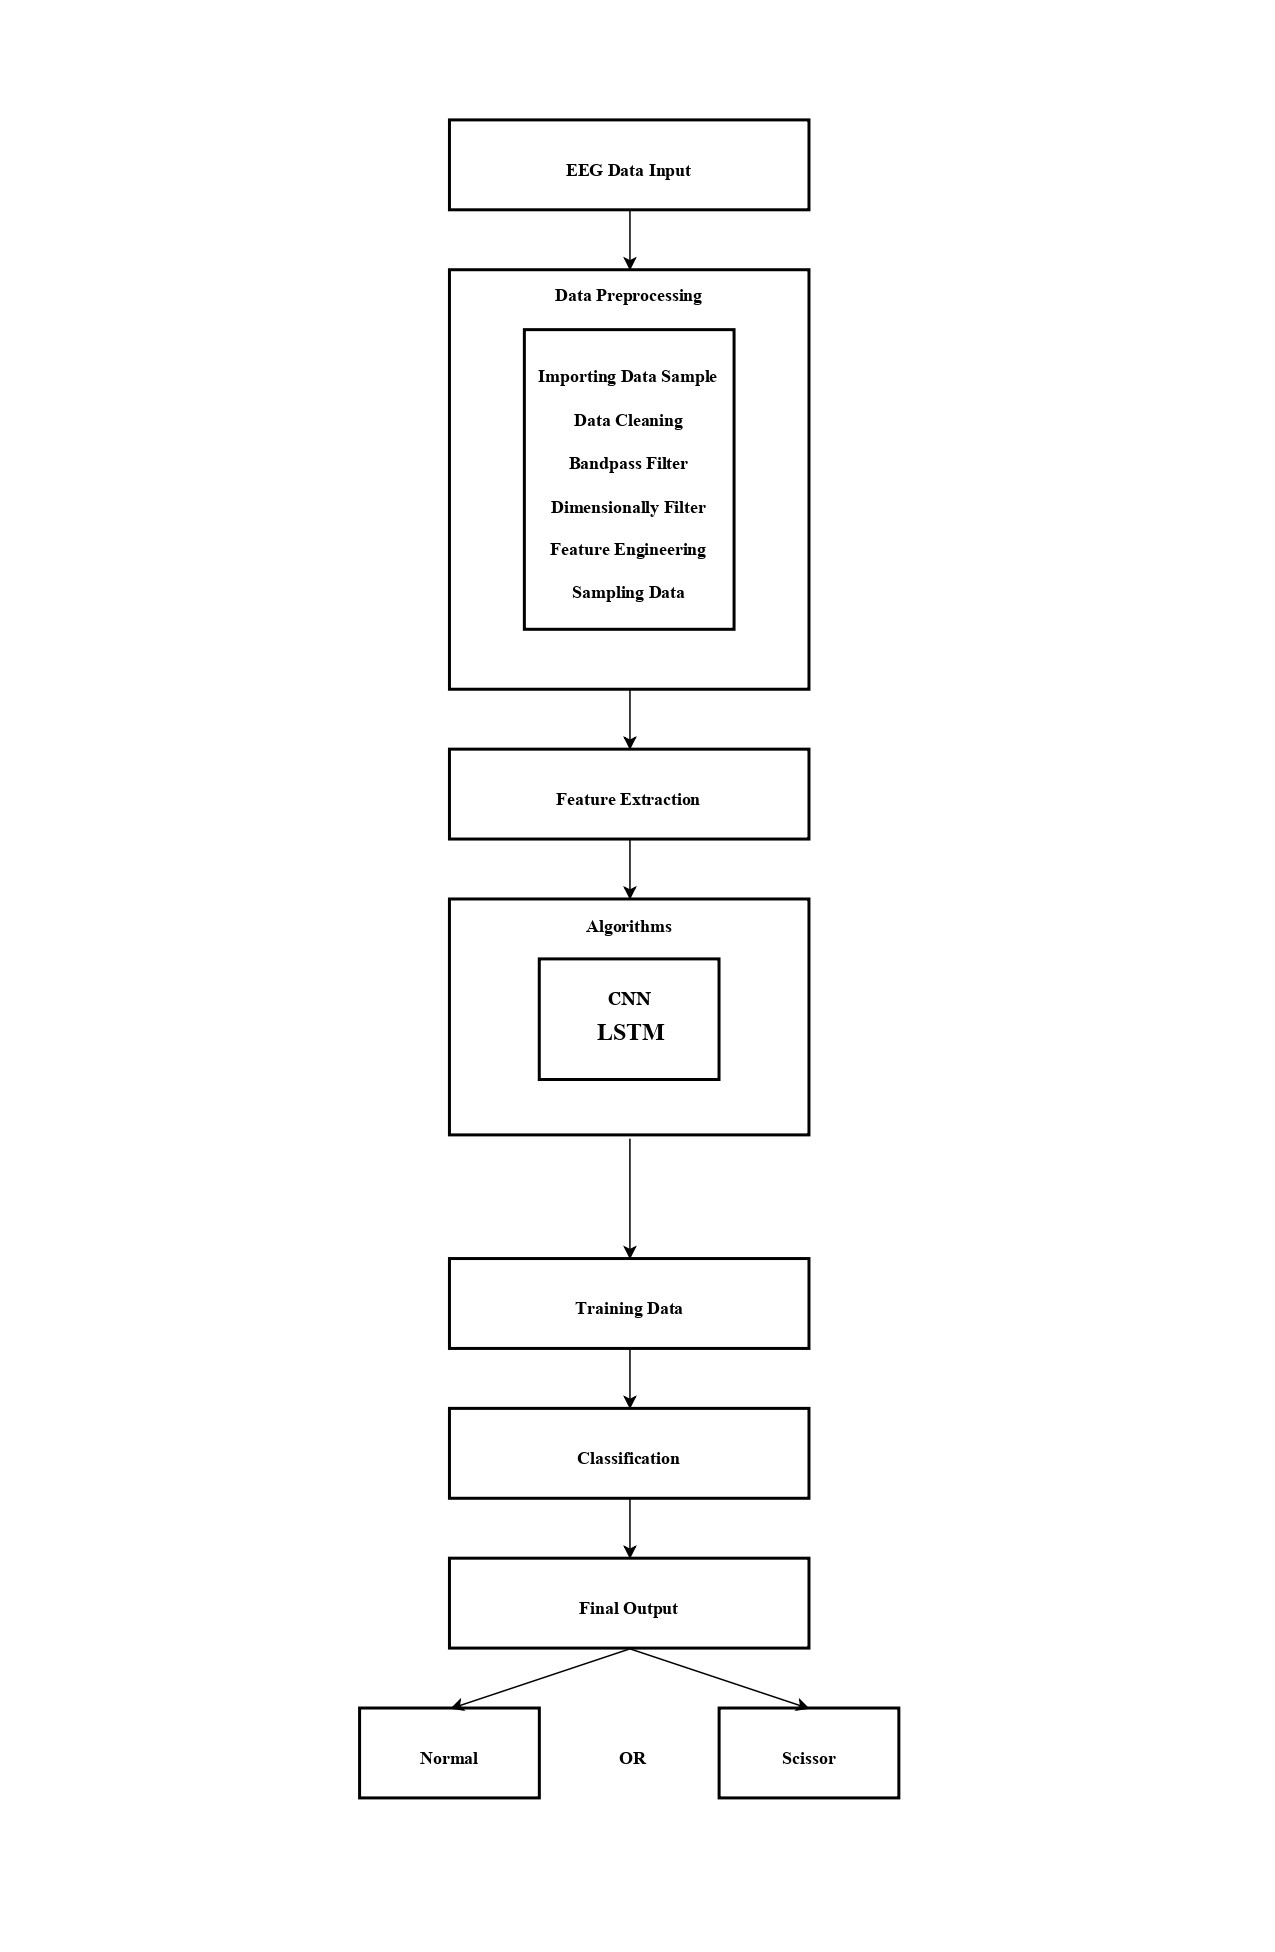 EEG Data Input
Data Preprocessing
Importing Data Sample
Data Cleaning
Bandpass Filter
Dimensionally Filter
Feature Engineering
Sampling Data
Feature Extraction
Algorithms
CNN
LSTM
Training Data
Classification
Final Output
Normal
OR
Scissor